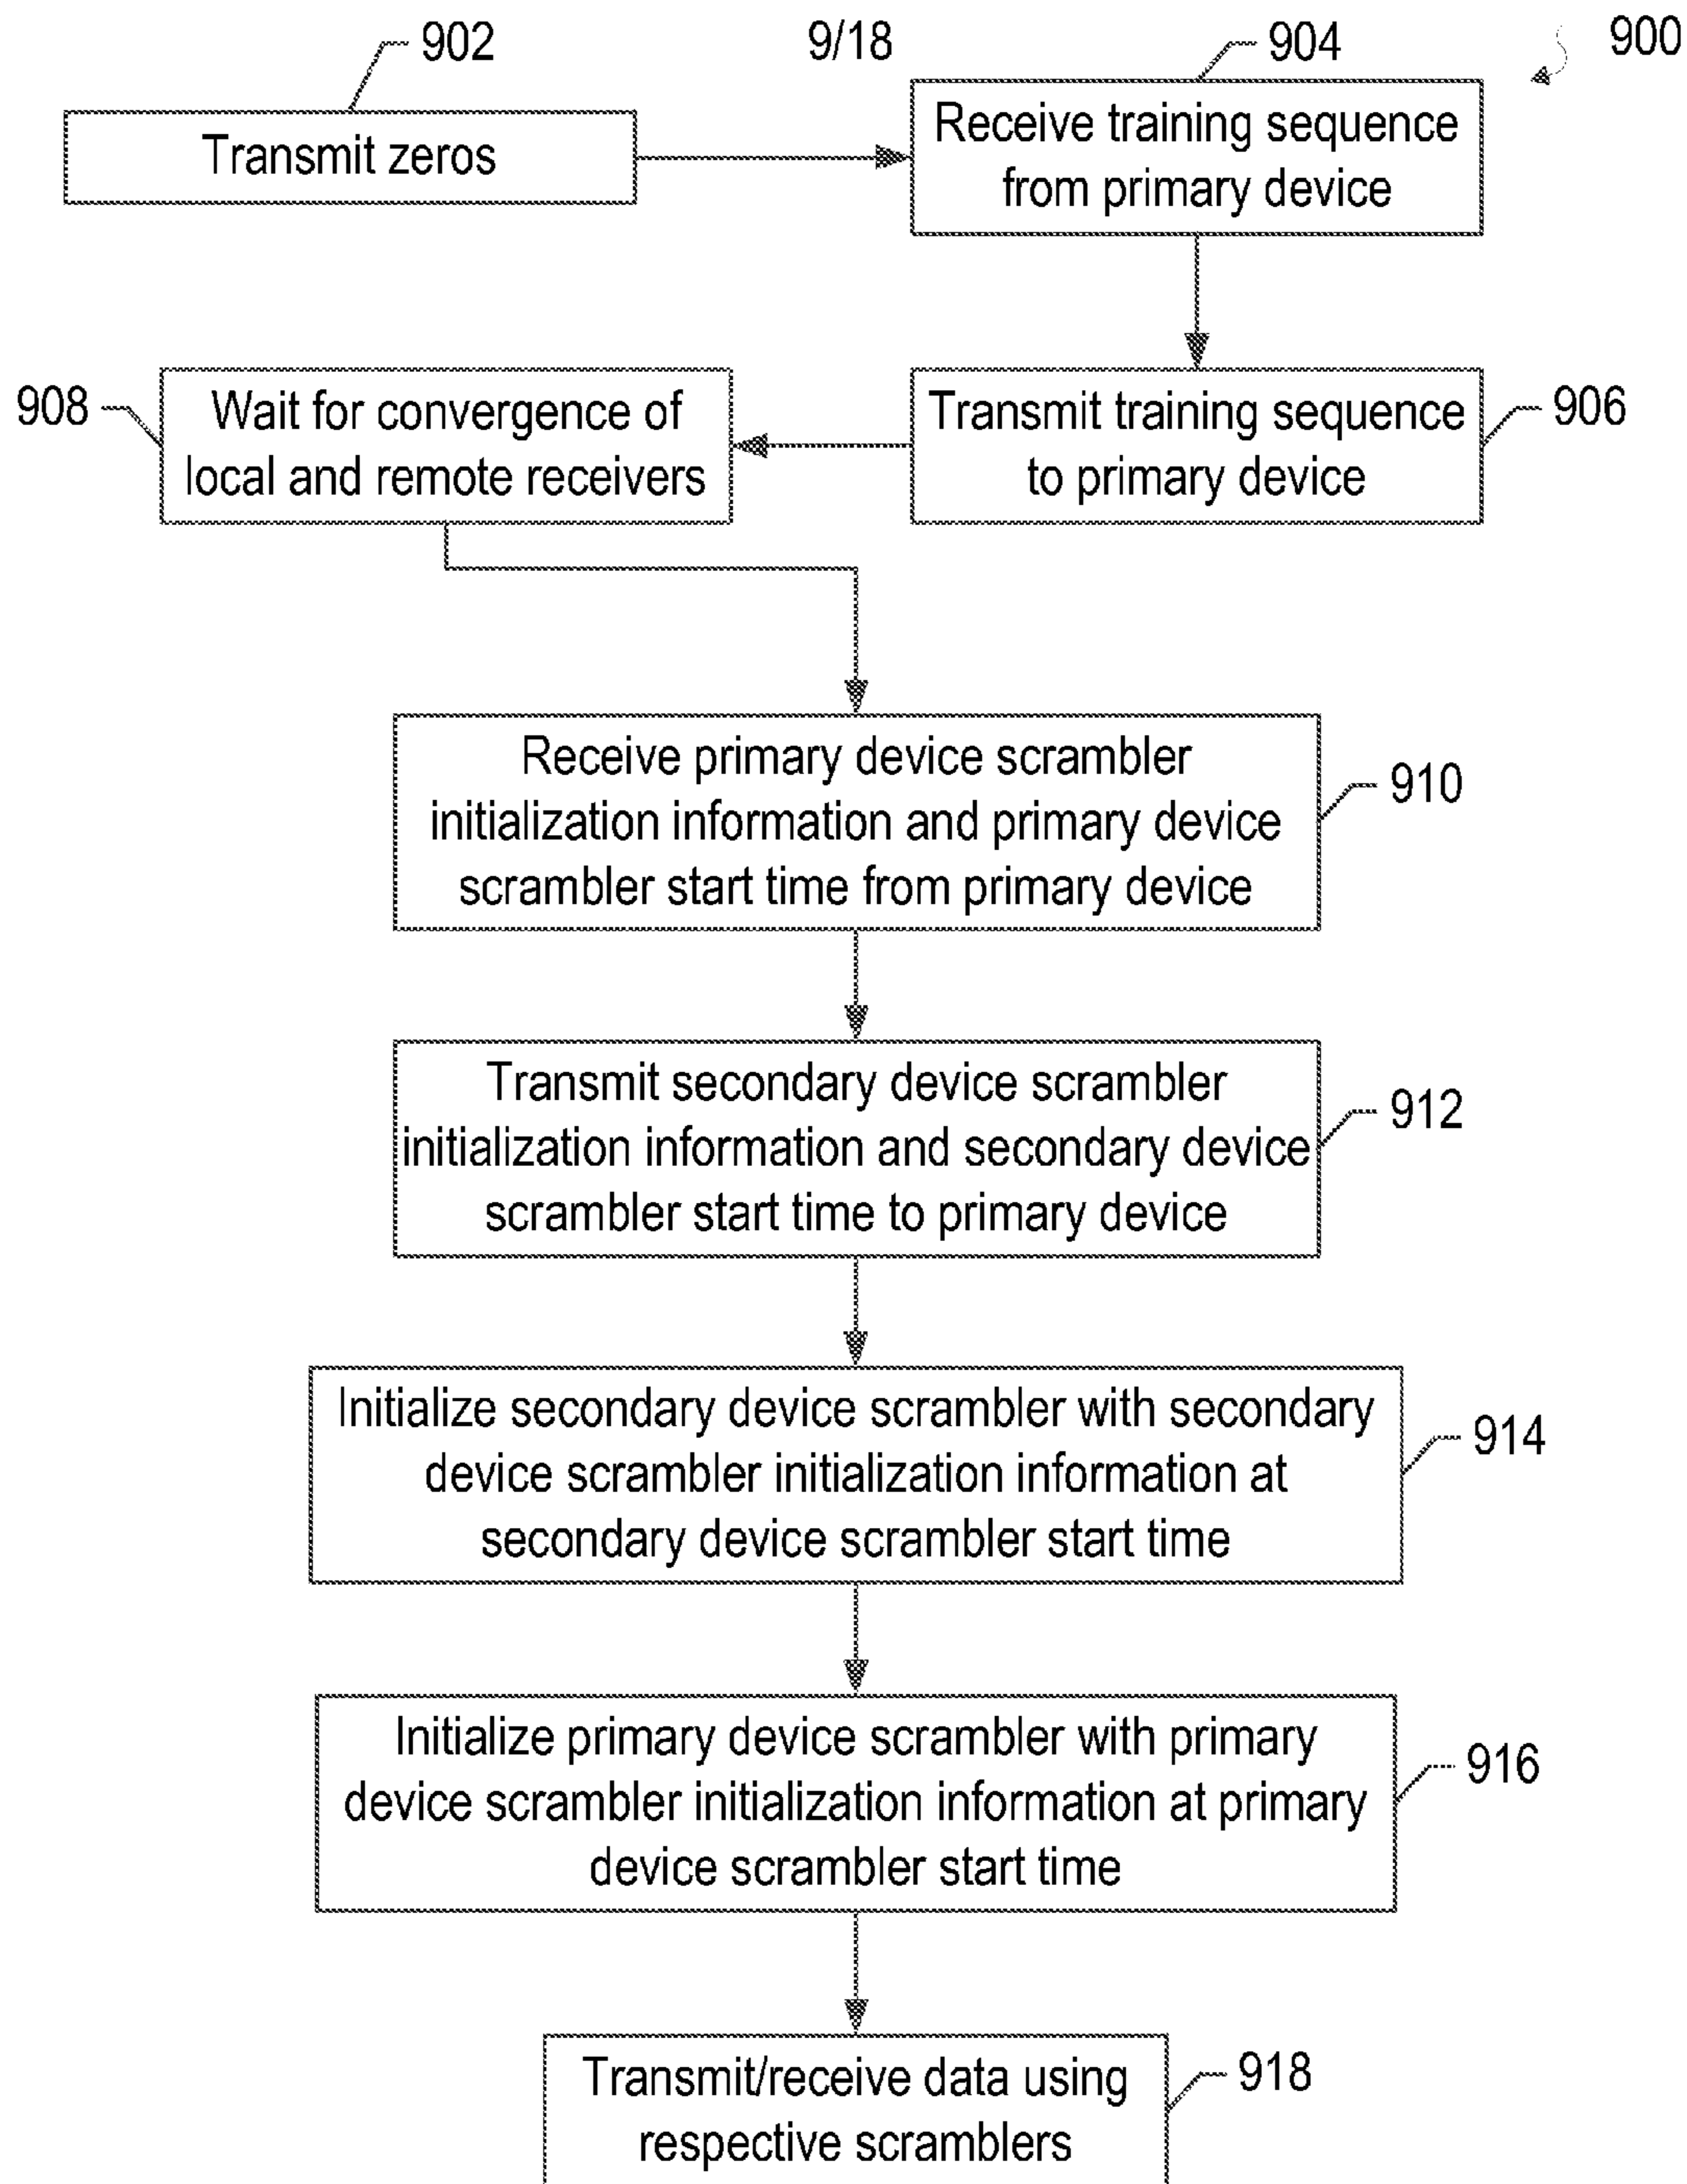 902
9/18
904
900
Transmit zeros
Receive training sequence
from primary device
908
Wait for convergence of
local and remote receivers
Transmit training sequence
to primary device
906
Receive primary device scrambler
initialization information and primary device
scrambler start time from primary device
910
Transmit secondary device scrambler
initialization information and secondary device
scrambler start time to primary device
912
Initialize secondary device scrambler with secondary
device scrambler initialization information at
secondary device scrambler start time
914
Initialize primary device scrambler with primary
device scrambler initialization information at primary
device scrambler start time
916
Transmit/receive data using
respective scramblers
918